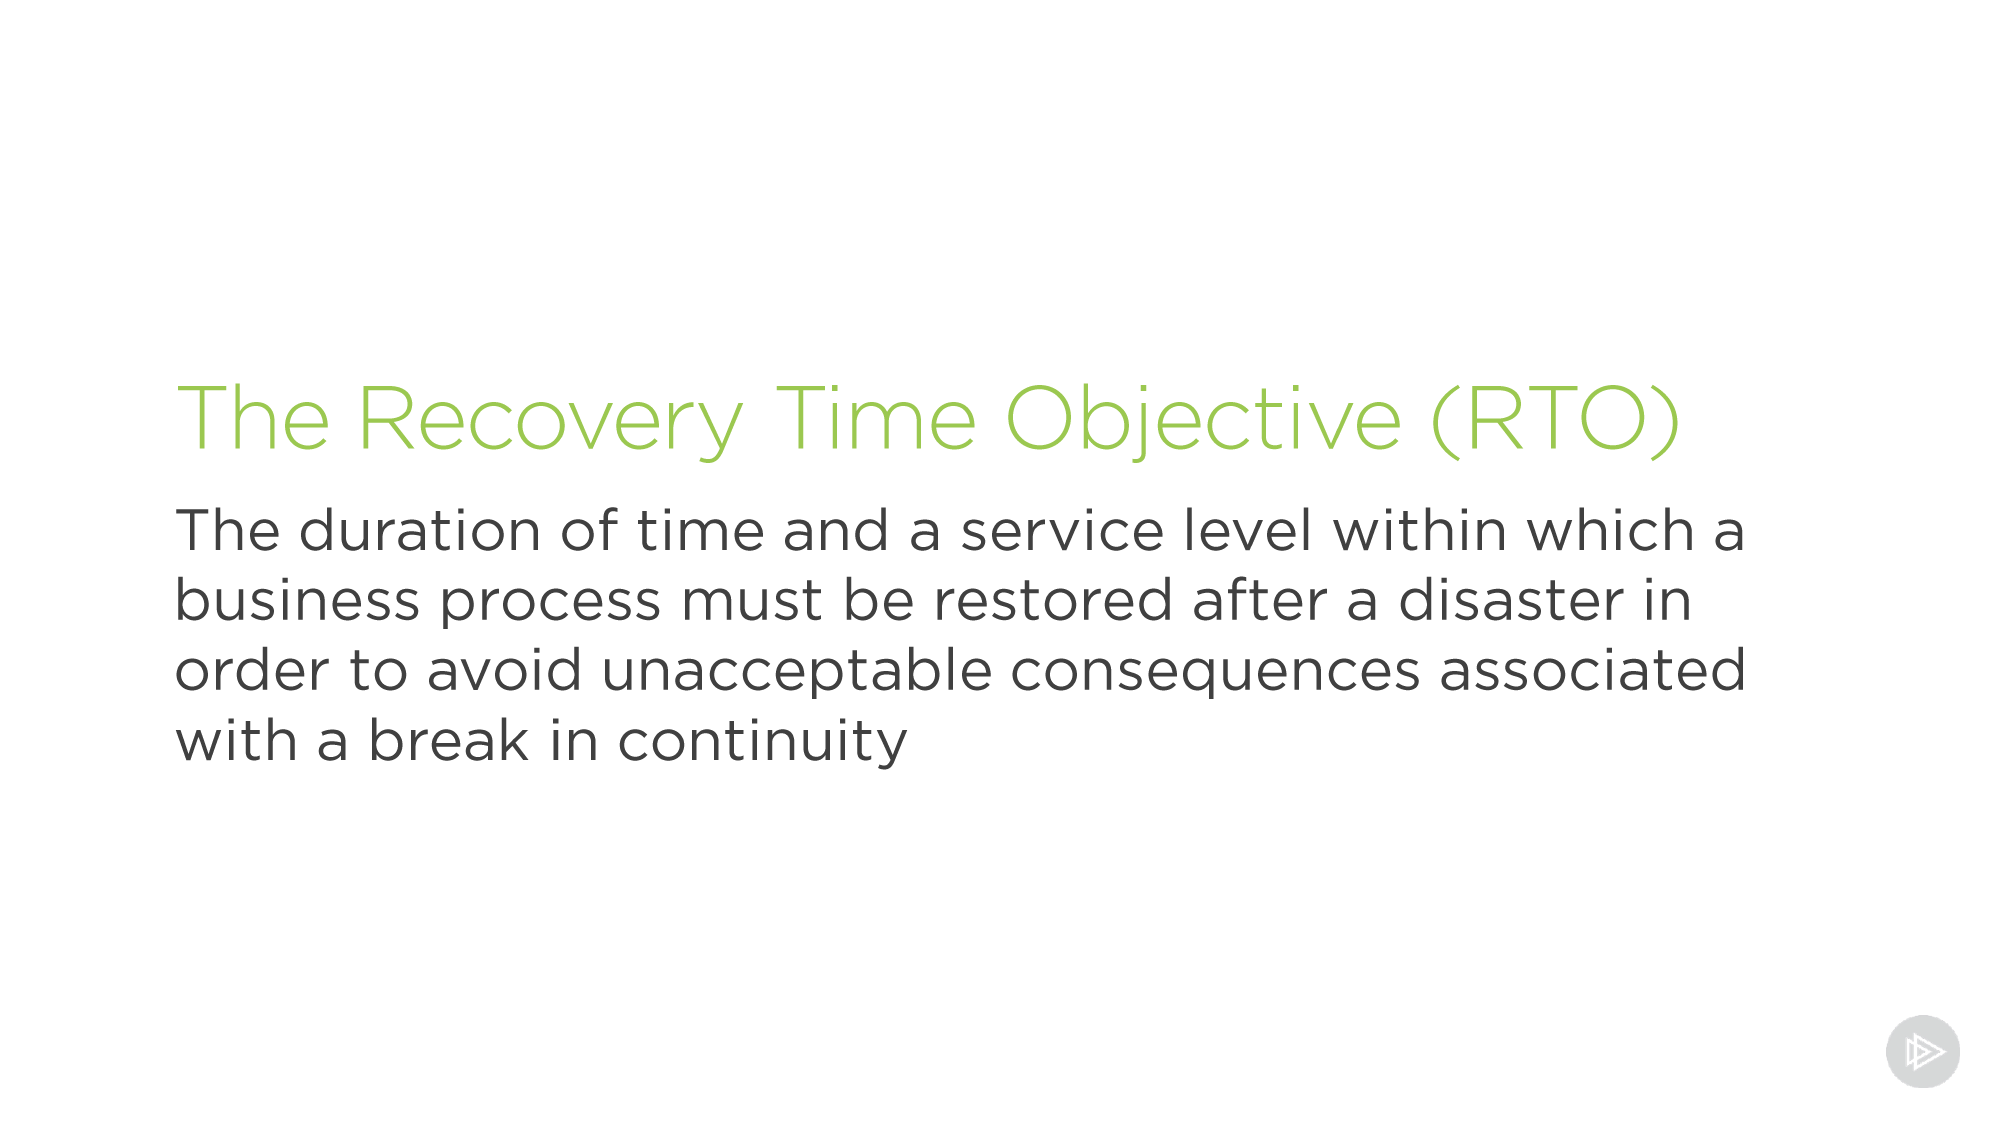 The Recovery Time Objective (RTO)
The duration of time and a service level within which a
business process must be restored after a disaster in
order to avoid unacceptable consequences associated
with a break in continuity